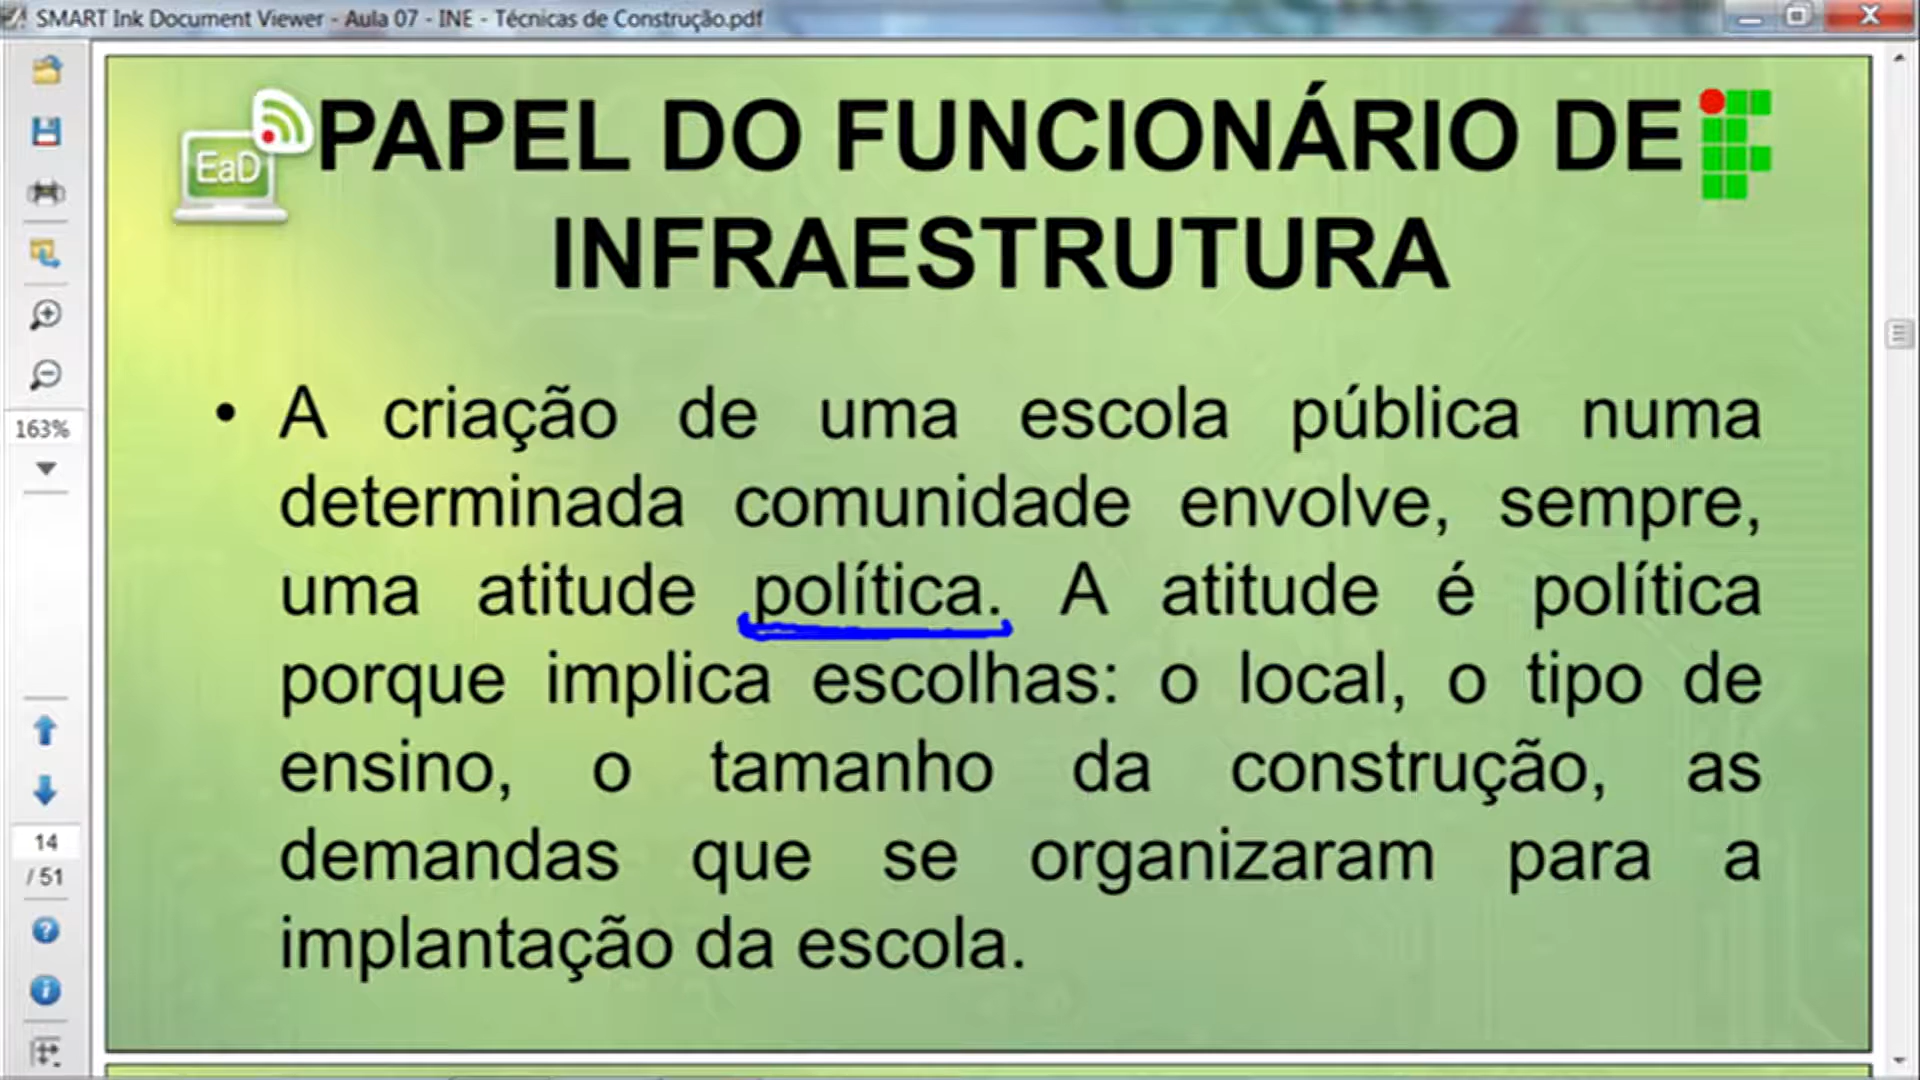 SMART Ink Document Viewer - Aula 07 - INE - Técnicas de Construção.pdf
EaD
PAPEL DO FUNCIONÁRIO DE
INFRAESTRUTURA
• A criação de uma escola pública numa
determinada comunidade envolve, sempre,
uma atitude política. A atitude é política
porque implica escolhas: o local, o tipo de
ensino, o tamanho da construção, as
demandas que se organizaram para a
implantação da escola.
163%
14
/ 51